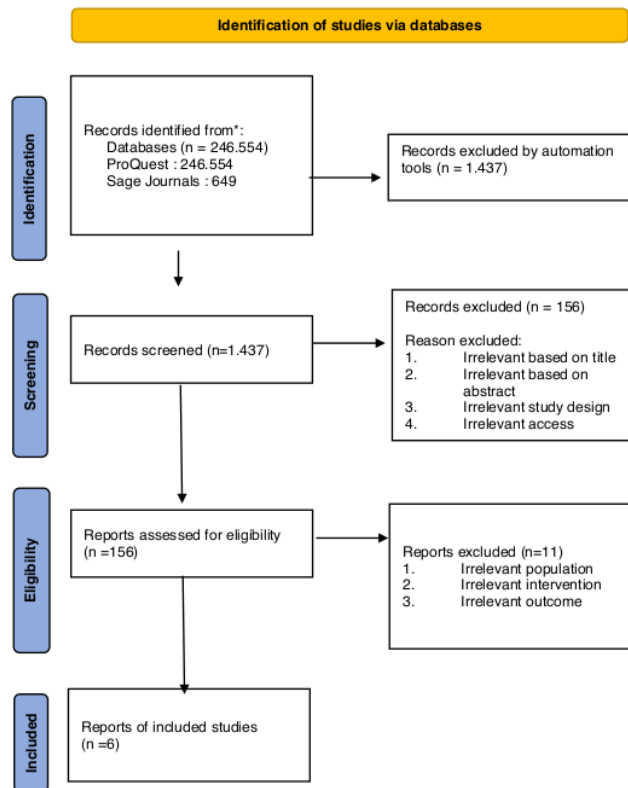 Identification of studies via databases
Identification
Records identified from*:
Databases (n = 246.554)
ProQuest : 246.554
Sage Journals : 649
Records excluded by automation
tools (n = 1.437)
Screening
Records screened (n=1.437)
Records excluded (n = 156)
Reason excluded:
1. Irrelevant based on title
2. Irrelevant based on
abstract
3. Irrelevant study design
4. Irrelevant access
Eligibility
Reports assessed for eligibility
(n =156)
Reports excluded (n=11)
1. Irrelevant population
2. Irrelevant intervention
3. Irrelevant outcome
Included
Reports of included studies
(n =6)